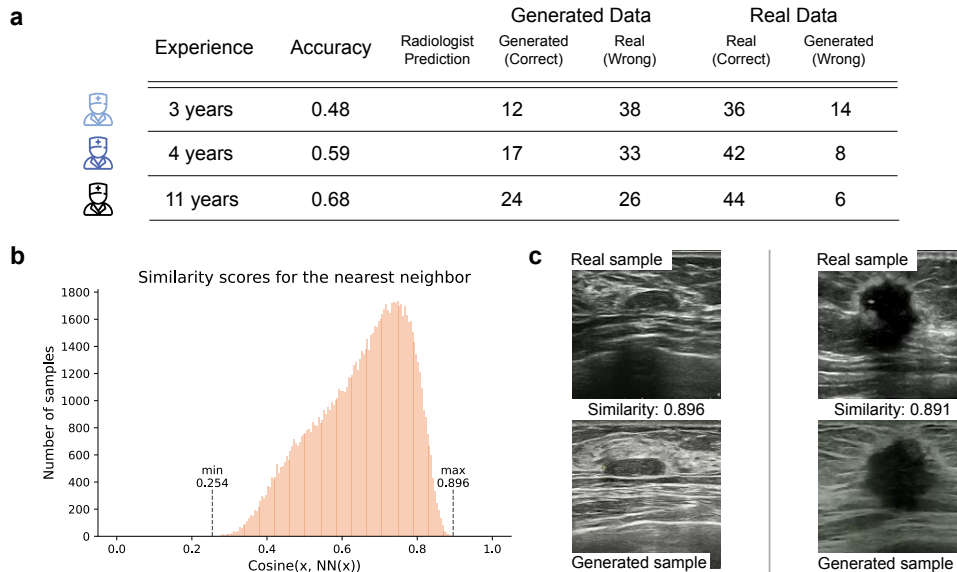 a
Generated Data Real Data
Experience Accuracy Radiologist Prediction Generated (Correct) Real (Wrong) Real (Correct) Generated (Wrong)
3 years 0.48 12 38 36 14
4 years 0.59 17 33 42 8
11 years 0.68 24 26 44 6
b
Similarity scores for the nearest neighbor
Number of samples
1800
1600
1400
1200
1000
800
600
400
200
0
min
0.254
max
0.896
0.0 0.2 0.4 0.6 0.8 1.0
Cosine(x, NN(x))
c
Real sample
Similarity: 0.896
Generated sample
Real sample
Similarity: 0.891
Generated sample